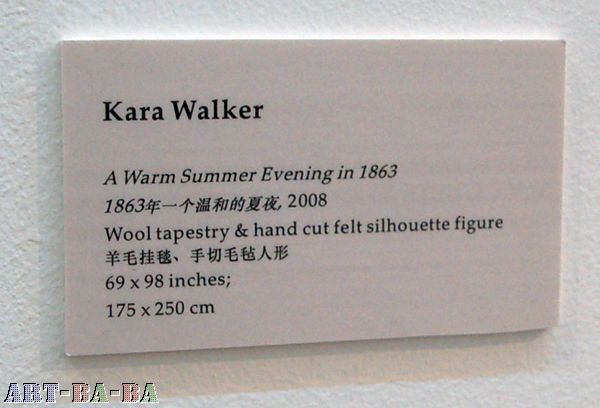 Kara Walker
A Warm Summer Evening in 1863
1863年一个温和的夏夜, 2008
Wool tapestry & hand cut felt silhouette figure
羊毛挂毯、手切毛毡人形
69 x 98 inches;
175 x 250 cm
ART-BA-BA